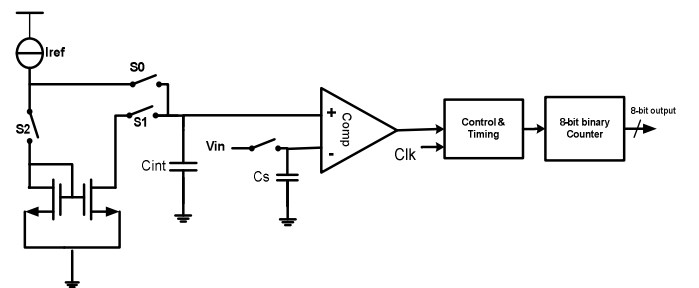 Iref
S0
S1
S2
Cint
Vin
Cs
+
-
Comp
Clk
Control &
Timing
8-bit binary
Counter
8-bit output